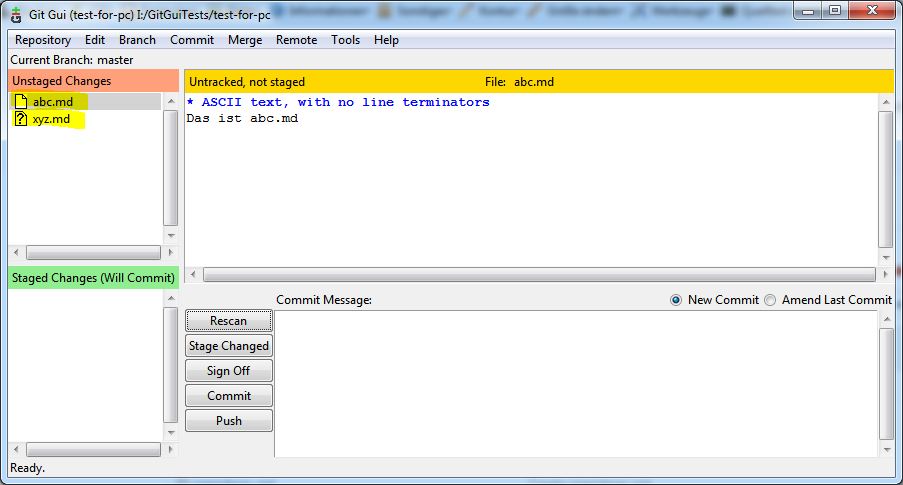 Git Gui (test-for-pc) I:/GitGuiTests/test-for-pc
Repository Edit Branch Commit Merge Remote Tools Help
Current Branch: master
Unstaged Changes
abc.md
xyz.md
Untracked, not staged File: abc.md
* ASCII text, with no line terminators
Das ist abc.md
Staged Changes (Will Commit)
Commit Message: New Commit Amend Last Commit
Rescan
Stage Changed
Sign Off
Commit
Push
Ready.